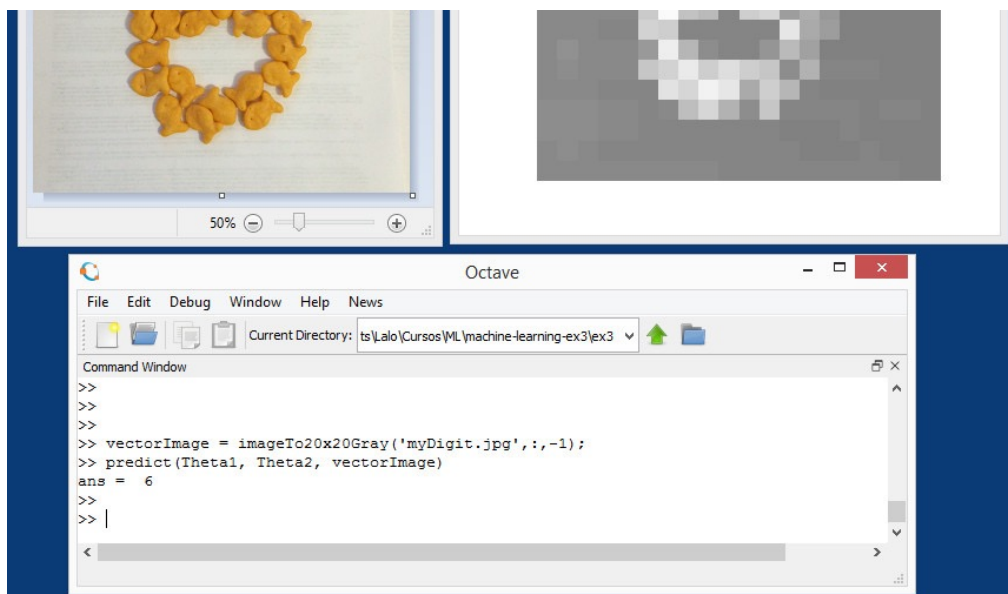 50%
Octave
File Edit Debug Window Help News
Current Directory: ts\Lalo\Cursos\ML\machine-learning-ex3\ex3
Command Window
>>
>>
>>
>> vectorImage = imageTo20x20Gray('myDigit.jpg',:,-1);
>> predict(Theta1, Theta2, vectorImage)
ans =  6
>>
>>